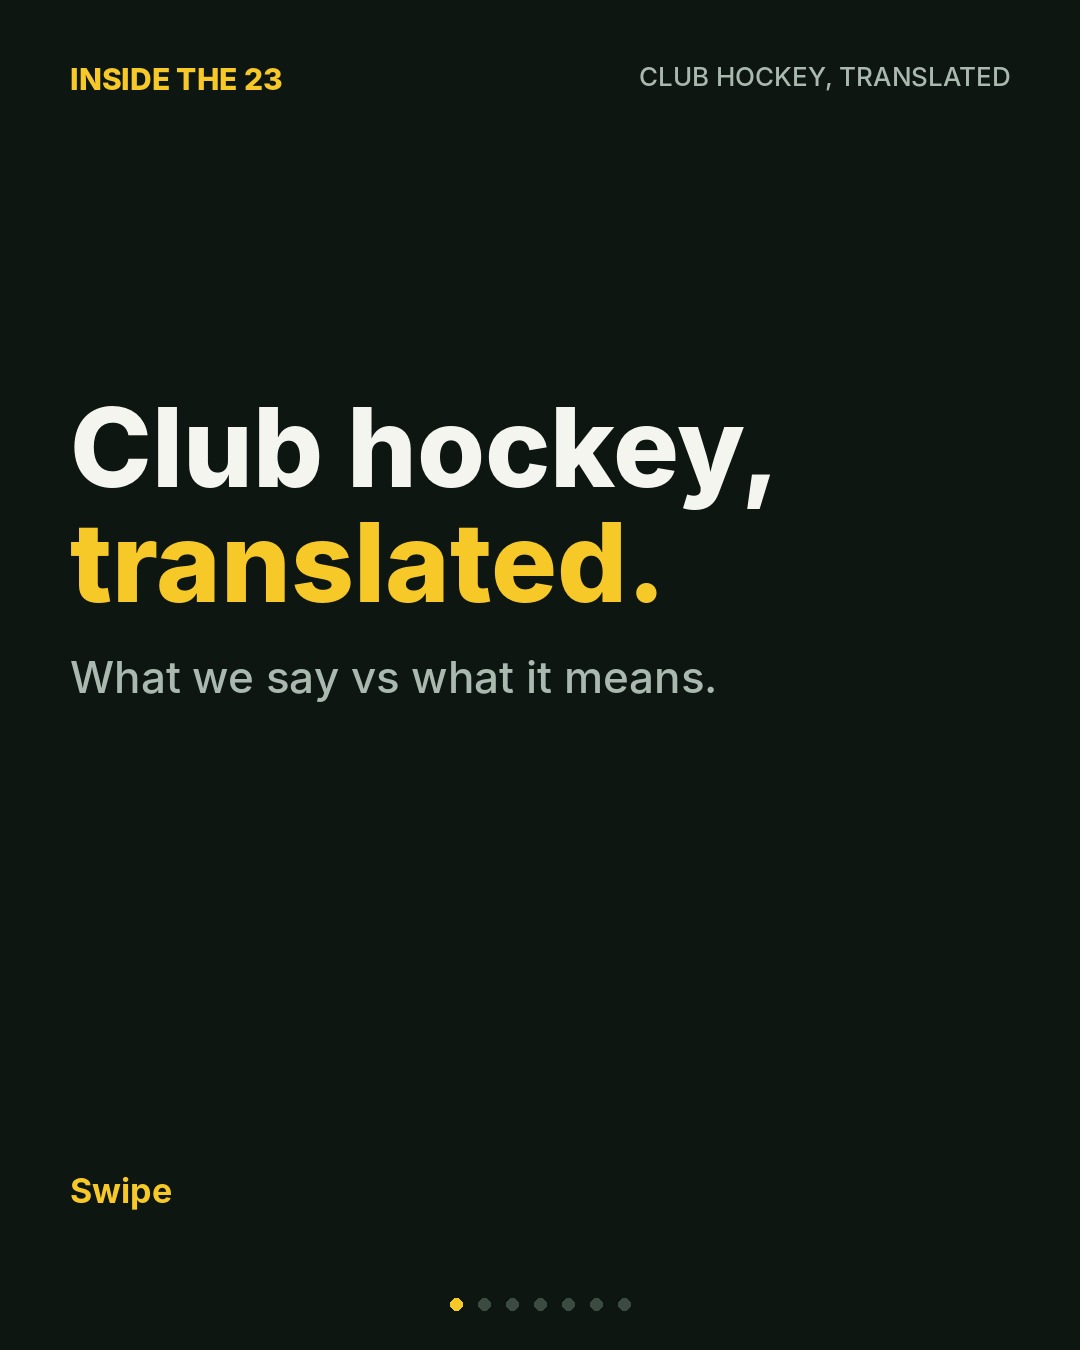 INSIDE THE 23
CLUB HOCKEY, TRANSLATED
Club hockey,
translated.
What we say vs what it means.
Swipe